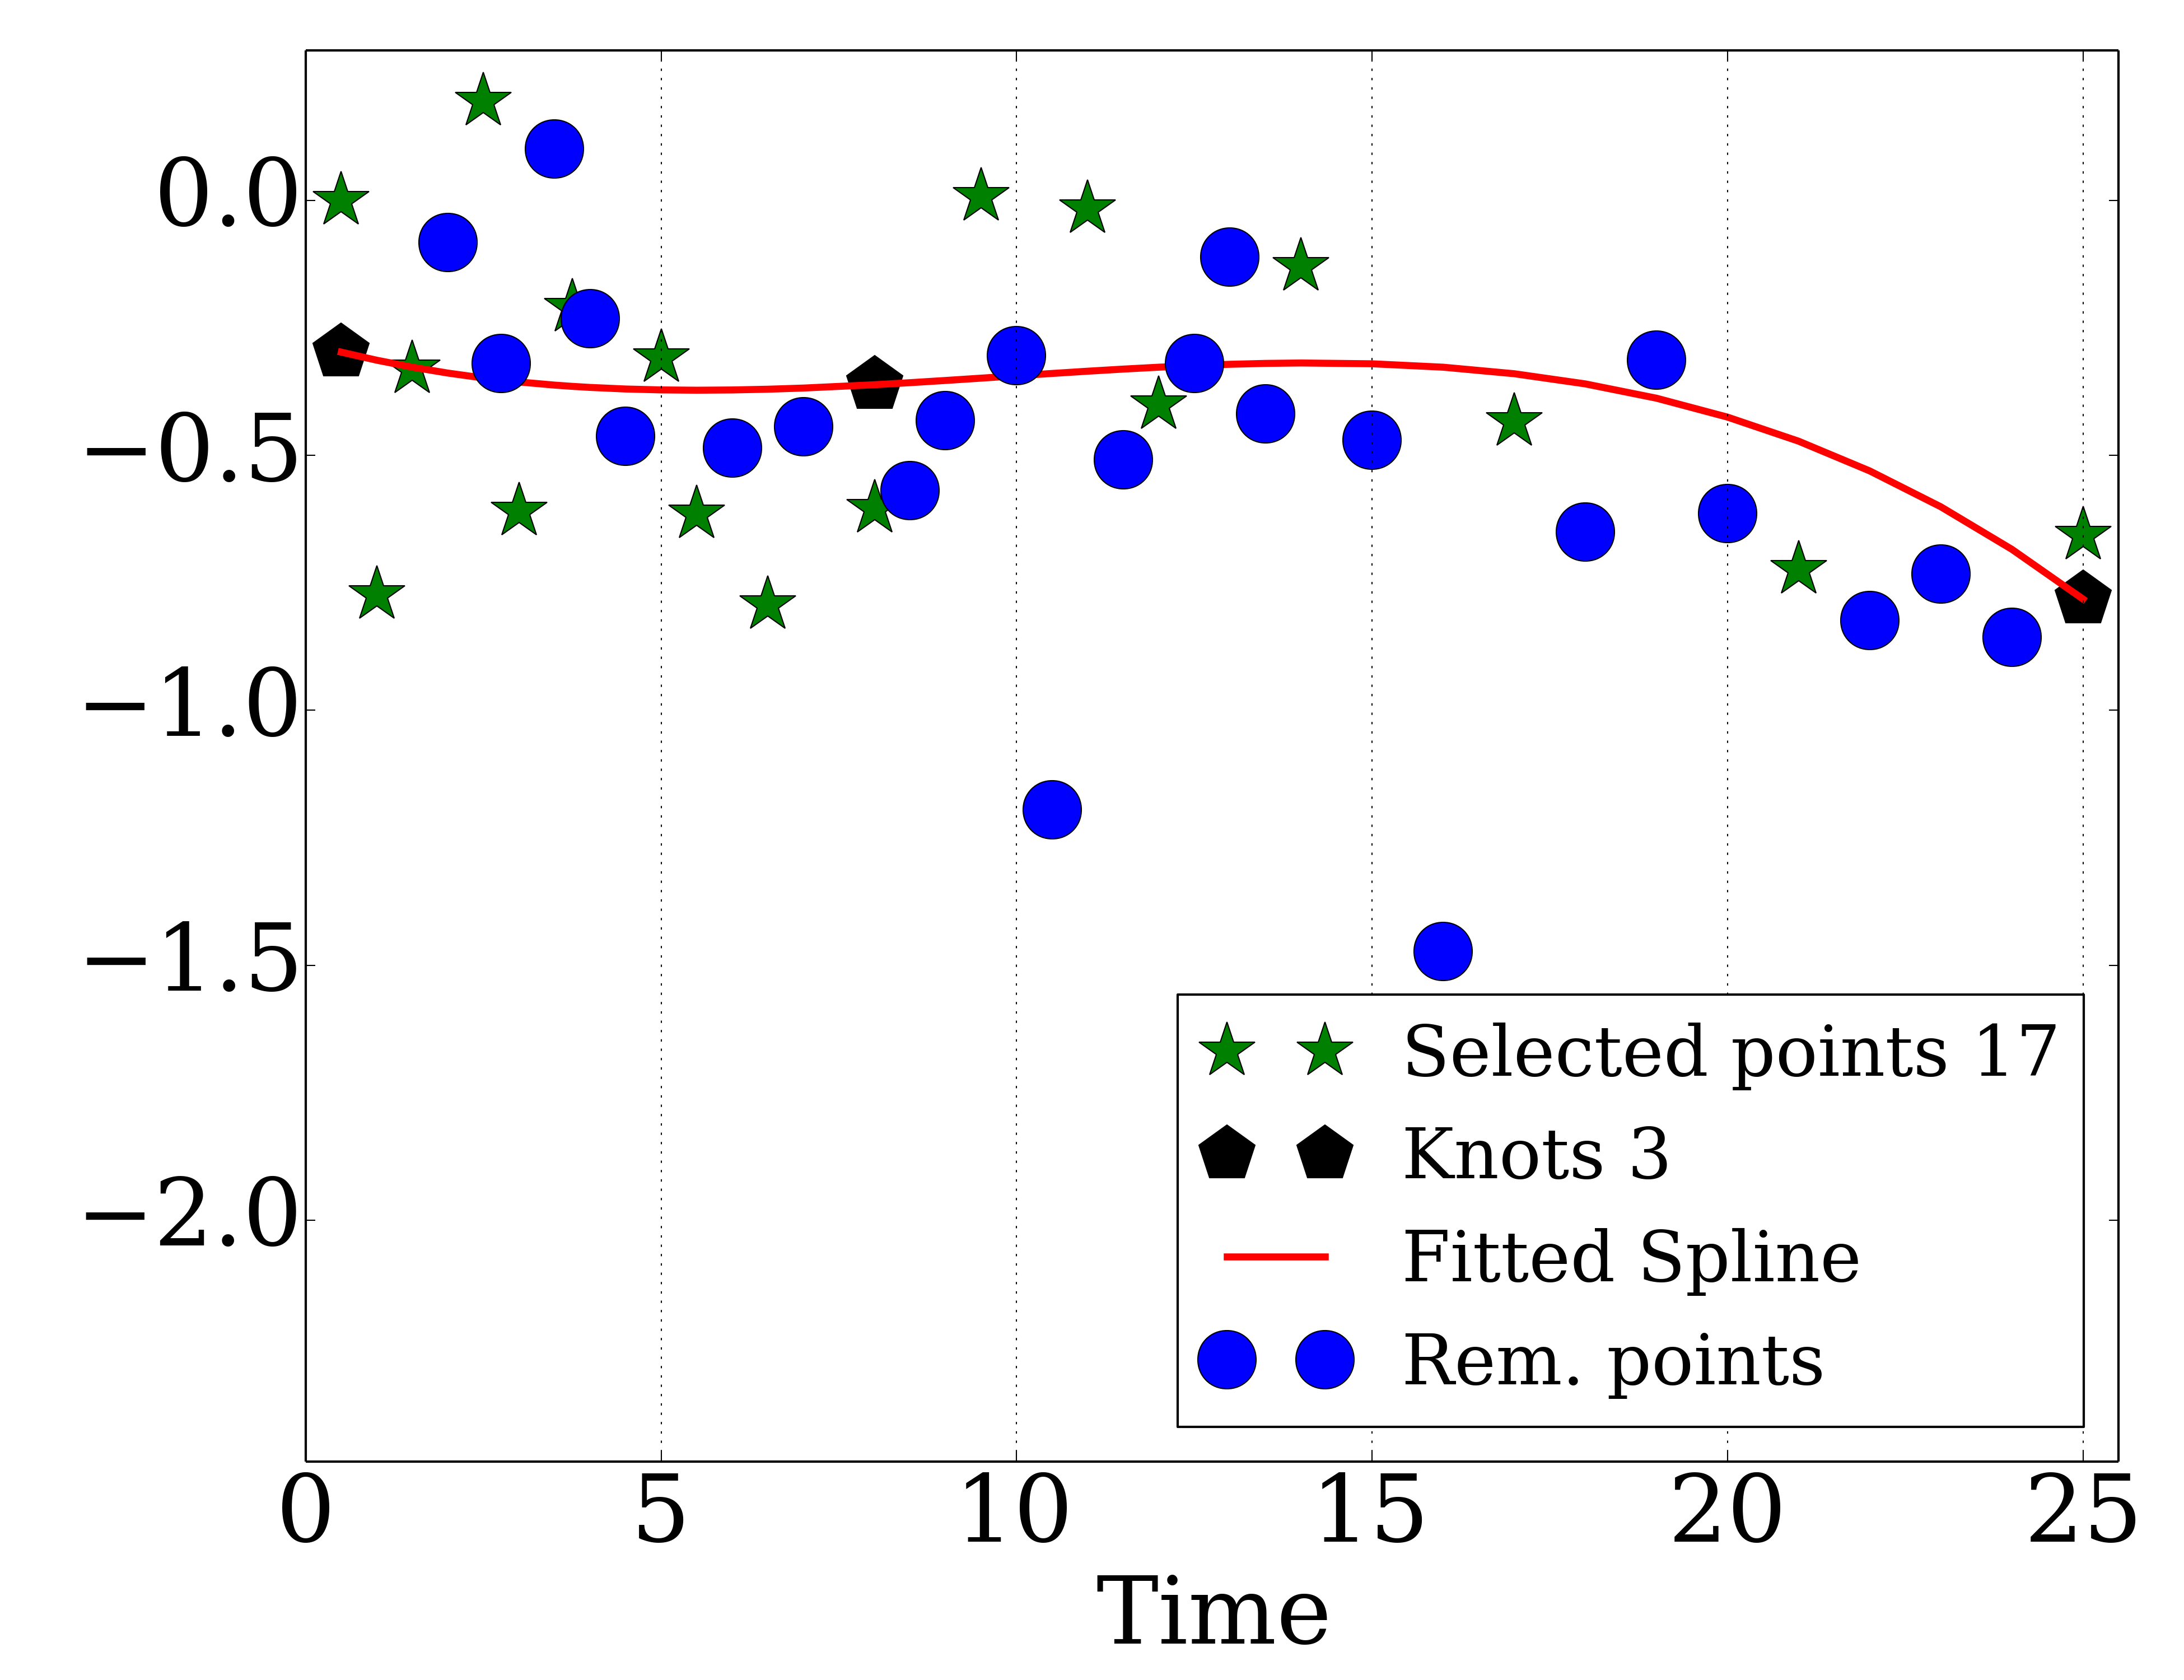 0.0
−0.5
−1.0
−1.5
−2.0
Selected points 17
Knots 3
Fitted Spline
Rem. points
0 5 10 15 20 25
Time